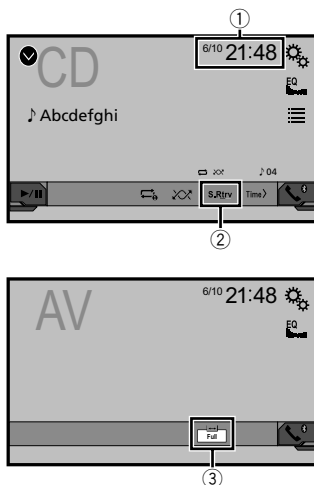 ①
6/10 21:48
CD
EQ
♪ Abcdefghi
♪ 04
S.Rtrv Time
②
AV
6/10 21:48
EQ
Full
③